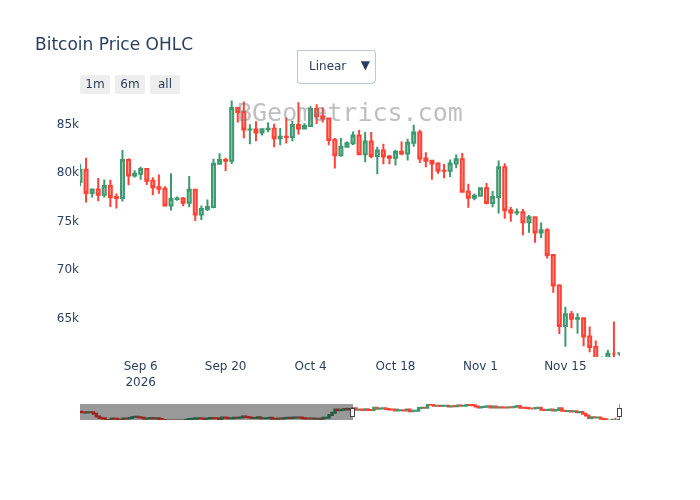 Bitcoin Price OHLC
Linear ▼
1m 6m all
BGeometrics.com
85k
80k
75k
70k
65k
Sep 6 Sep 20 Oct 4 Oct 18 Nov 1 Nov 15
2026